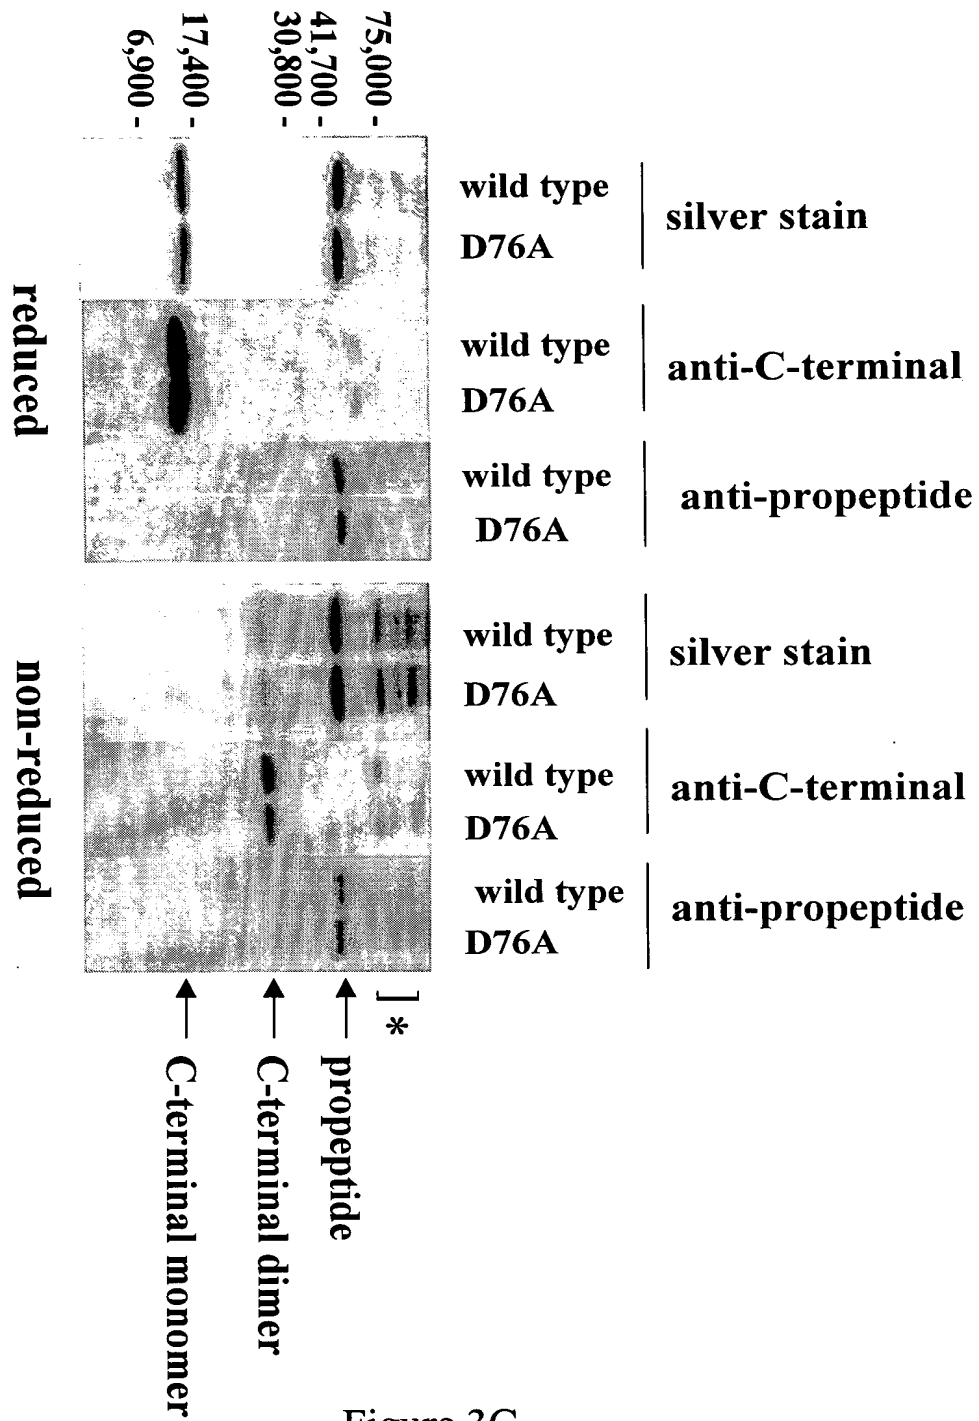 75,000 -
41,700 -
30,800 -
17,400 -
6,900 -
wild type
D76A
silver stain
wild type
D76A
anti-C-terminal
wild type
D76A
anti-propeptide
reduced
wild type
D76A
silver stain
wild type
D76A
anti-C-terminal
wild type
D76A
anti-propeptide
non-reduced
] *
propeptide
C-terminal dimer
C-terminal monomer
Figure 3C